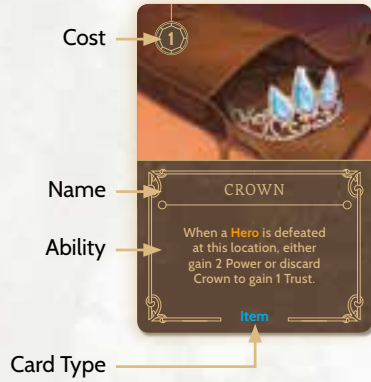 Cost
1
Name
CROWN
Ability
When a Hero is defeated
at this location, either
gain 2 Power or discard
Crown to gain 1 Trust.
Item
Card Type